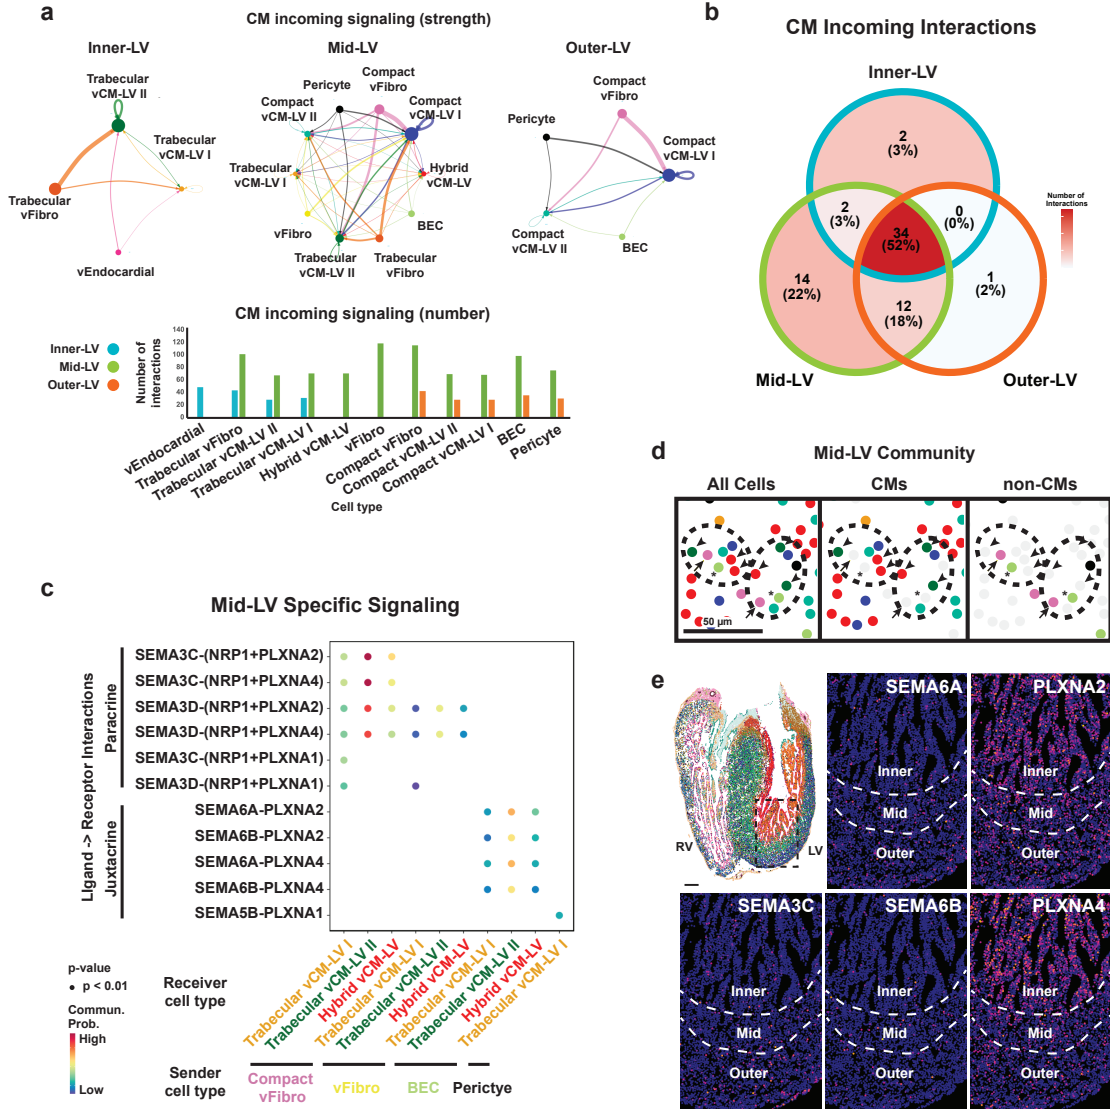 a
CM incoming signaling (strength)
Inner-LV
Mid-LV
Outer-LV
Trabecular
vCM-LV II
Trabecular
vCM-LV I
Trabecular
vFibro
vEndocardial
Pericyte
Compact
vFibro
Compact
vCM-LV II
Compact
vCM-LV I
Trabecular
vCM-LV I
Hybrid
vCM-LV
vFibro
BEC
Trabecular
vCM-LV II
Trabecular
vFibro
Compact
vFibro
Pericyte
Compact
vCM-LV I
Compact
vCM-LV II
BEC
CM incoming signaling (number)
Inner-LV
Mid-LV
Outer-LV
Number of
interactions
140
120
100
80
60
40
20
0
vEndocardial
Trabecular vFibro
Trabecular vCM-LV II
Trabecular vCM-LV I
Hybrid vCM-LV
vFibro
Compact vFibro
Compact vCM-LV II
Compact vCM-LV I
BEC
Pericyte
Cell type
b
CM Incoming Interactions
Inner-LV
2
(3%)
2
(3%)
0
(0%)
34
(52%)
14
(22%)
12
(18%)
1
(2%)
Mid-LV
Outer-LV
Number of
Interactions
c
Mid-LV Specific Signaling
Ligand -> Receptor Interactions
Paracrine
Juxtacrine
SEMA3C-(NRP1+PLXNA2)
SEMA3C-(NRP1+PLXNA4)
SEMA3D-(NRP1+PLXNA2)
SEMA3D-(NRP1+PLXNA4)
SEMA3C-(NRP1+PLXNA1)
SEMA3D-(NRP1+PLXNA1)
SEMA6A-PLXNA2
SEMA6B-PLXNA2
SEMA6A-PLXNA4
SEMA6B-PLXNA4
SEMA5B-PLXNA1
p-value
p < 0.01
Commun.
Prob.
High
Low
Receiver
cell type
Trabecular vCM-LV I
Trabecular vCM-LV II
Hybrid vCM-LV
Trabecular vCM-LV I
Trabecular vCM-LV II
Hybrid vCM-LV
Trabecular vCM-LV I
Trabecular vCM-LV II
Hybrid vCM-LV
Trabecular vCM-LV I
Sender
cell type
Compact
vFibro
vFibro
BEC
Perictye
d
Mid-LV Community
All Cells
CMs
non-CMs
*
*
*
*
*
*
50 µm
e
RV
LV
SEMA6A
Inner
Mid
Outer
PLXNA2
Inner
Mid
Outer
SEMA3C
Inner
Mid
Outer
SEMA6B
Inner
Mid
Outer
PLXNA4
Inner
Mid
Outer